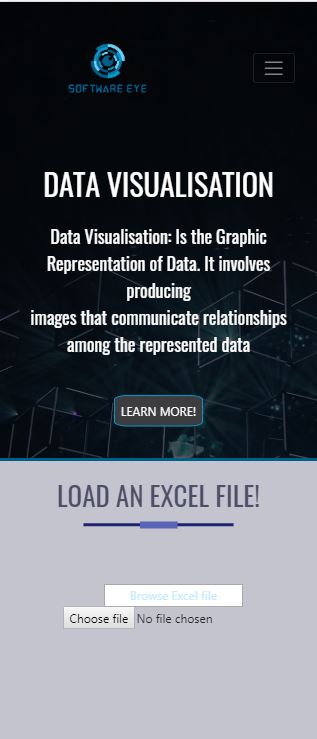 SOFTWARE EYE
DATA VISUALISATION
Data Visualisation: Is the Graphic
Representation of Data. It involves
producing
images that communicate relationships
among the represented data
LEARN MORE!
LOAD AN EXCEL FILE!
Browse Excel file
Choose file No file chosen